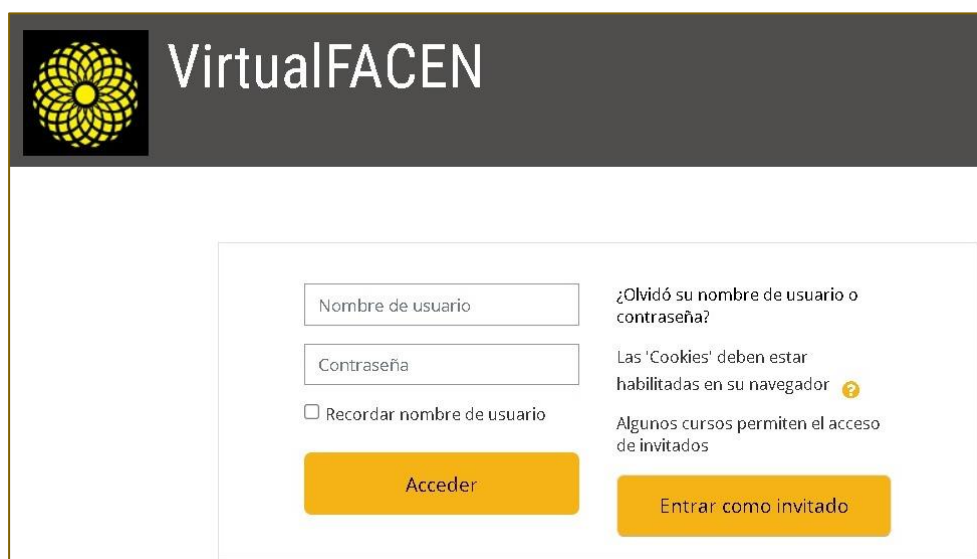 VirtualFACEN
Nombre de usuario
Contraseña
Recordar nombre de usuario
Acceder
¿Olvidó su nombre de usuario o
contraseña?
Las 'Cookies' deben estar
habilitadas en su navegador
Algunos cursos permiten el acceso
de invitados
Entrar como invitado